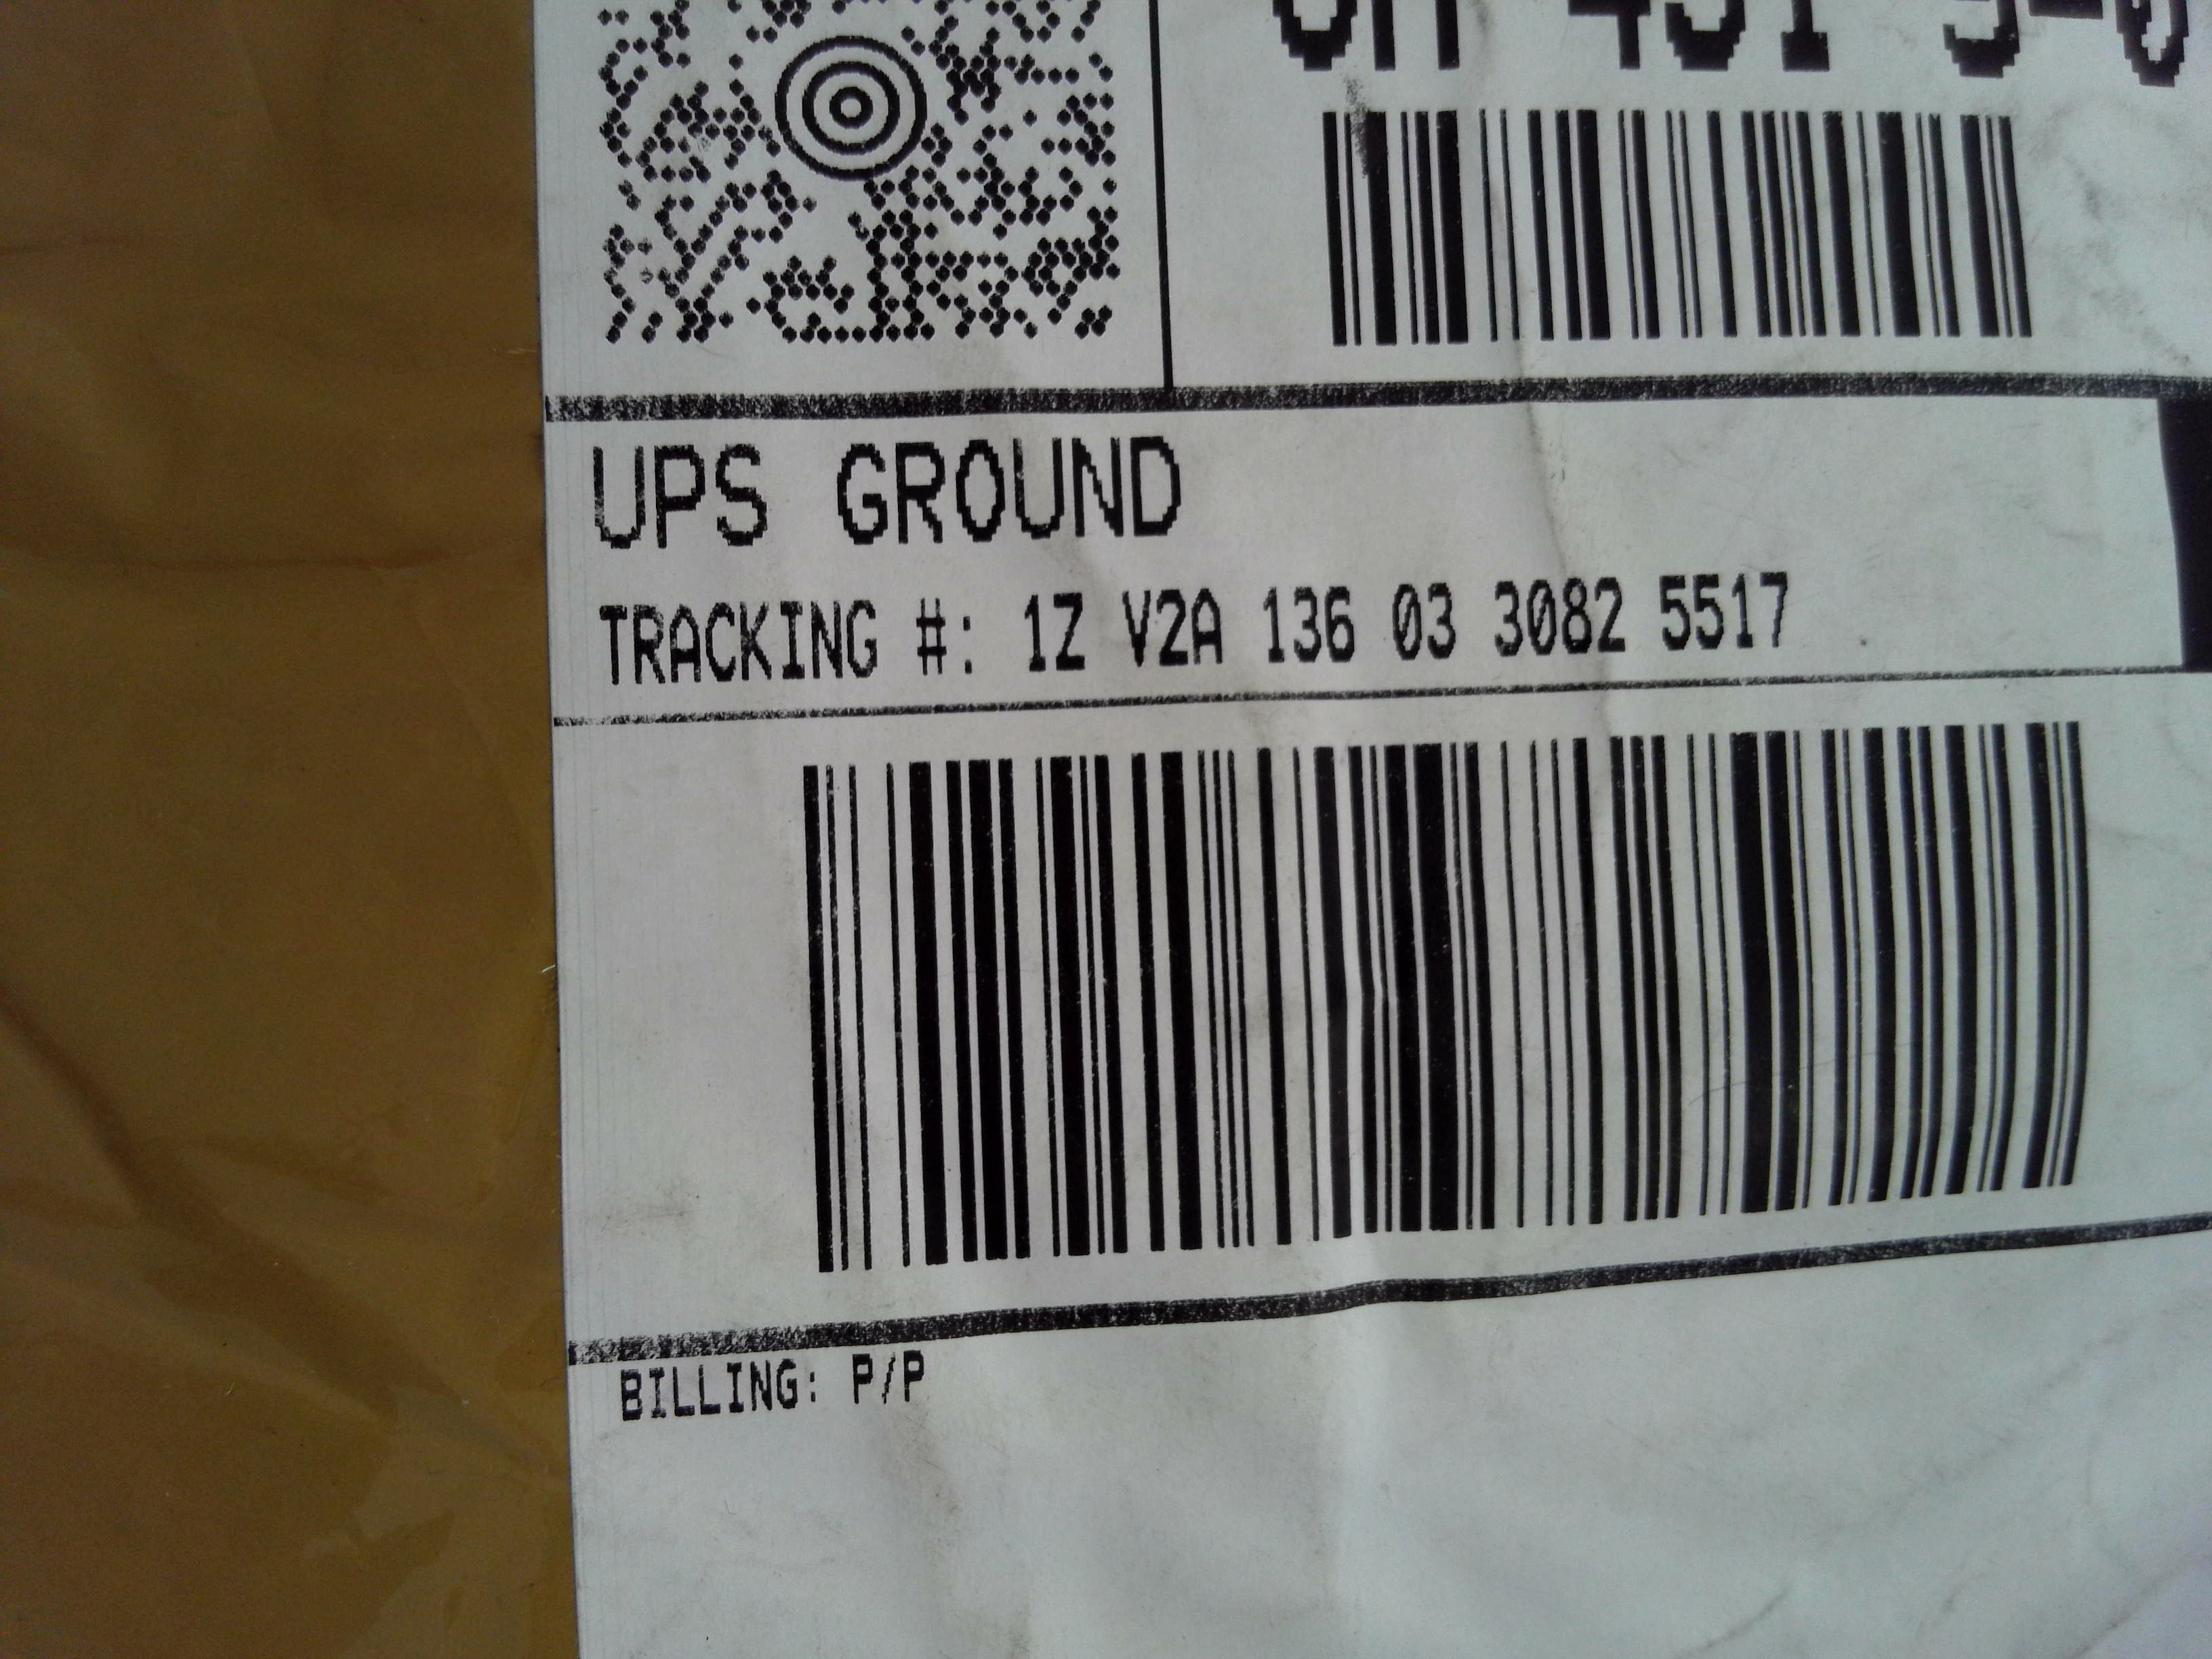 UPS GROUND
TRACKING #: 1Z V2A 136 03 3082 5517
BILLING: P/P